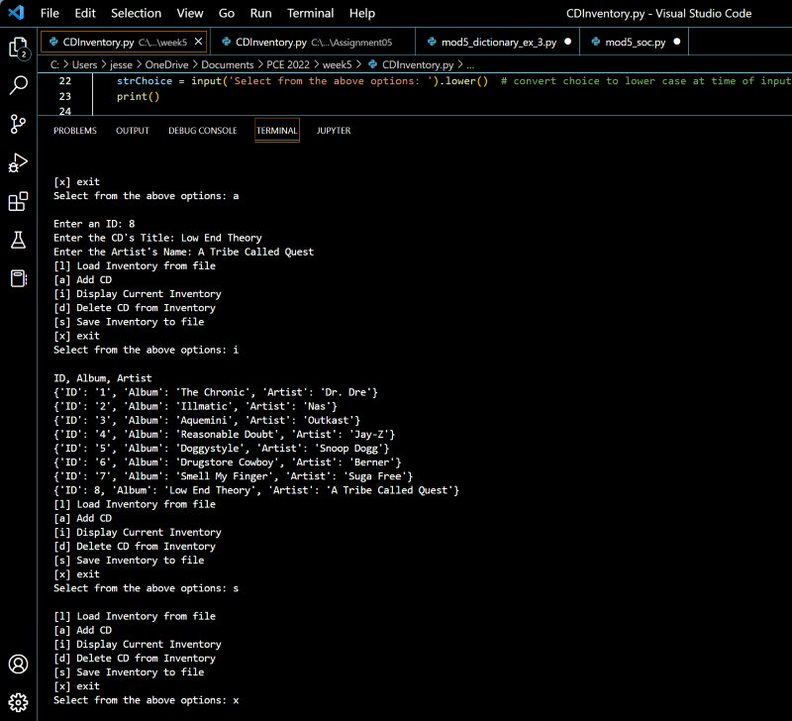 File Edit Selection View Go Run Terminal Help CDInventory.py - Visual Studio Code
CDInventory.py C:\...\week5 CDInventory.py C:\...\Assignment05 mod5_dictionary_ex_3.py mod5_soc.py
C: > Users > jesse > OneDrive > Documents > PCE 2022 > week5 > CDInventory.py > ...
22 strChoice = input('Select from the above options: ').lower() # convert choice to lower case at time of input
23 print()
24
PROBLEMS OUTPUT DEBUG CONSOLE TERMINAL JUPYTER
2
[x] exit
Select from the above options: a
Enter an ID: 8
Enter the CD's Title: Low End Theory
Enter the Artist's Name: A Tribe Called Quest
[l] Load Inventory from file
[a] Add CD
[i] Display Current Inventory
[d] Delete CD from Inventory
[s] Save Inventory to file
[x] exit
Select from the above options: i
ID, Album, Artist
{'ID': '1', 'Album': 'The Chronic', 'Artist': 'Dr. Dre'}
{'ID': '2', 'Album': 'Illmatic', 'Artist': 'Nas'}
{'ID': '3', 'Album': 'Aquemini', 'Artist': 'Outkast'}
{'ID': '4', 'Album': 'Reasonable Doubt', 'Artist': 'Jay-Z'}
{'ID': '5', 'Album': 'Doggystyle', 'Artist': 'Snoop Dogg'}
{'ID': '6', 'Album': 'Drugstore Cowboy', 'Artist': 'Berner'}
{'ID': '7', 'Album': 'Smell My Finger', 'Artist': 'Suga Free'}
{'ID': 8, 'Album': 'Low End Theory', 'Artist': 'A Tribe Called Quest'}
[l] Load Inventory from file
[a] Add CD
[i] Display Current Inventory
[d] Delete CD from Inventory
[s] Save Inventory to file
[x] exit
Select from the above options: s
[l] Load Inventory from file
[a] Add CD
[i] Display Current Inventory
[d] Delete CD from Inventory
[s] Save Inventory to file
[x] exit
Select from the above options: x